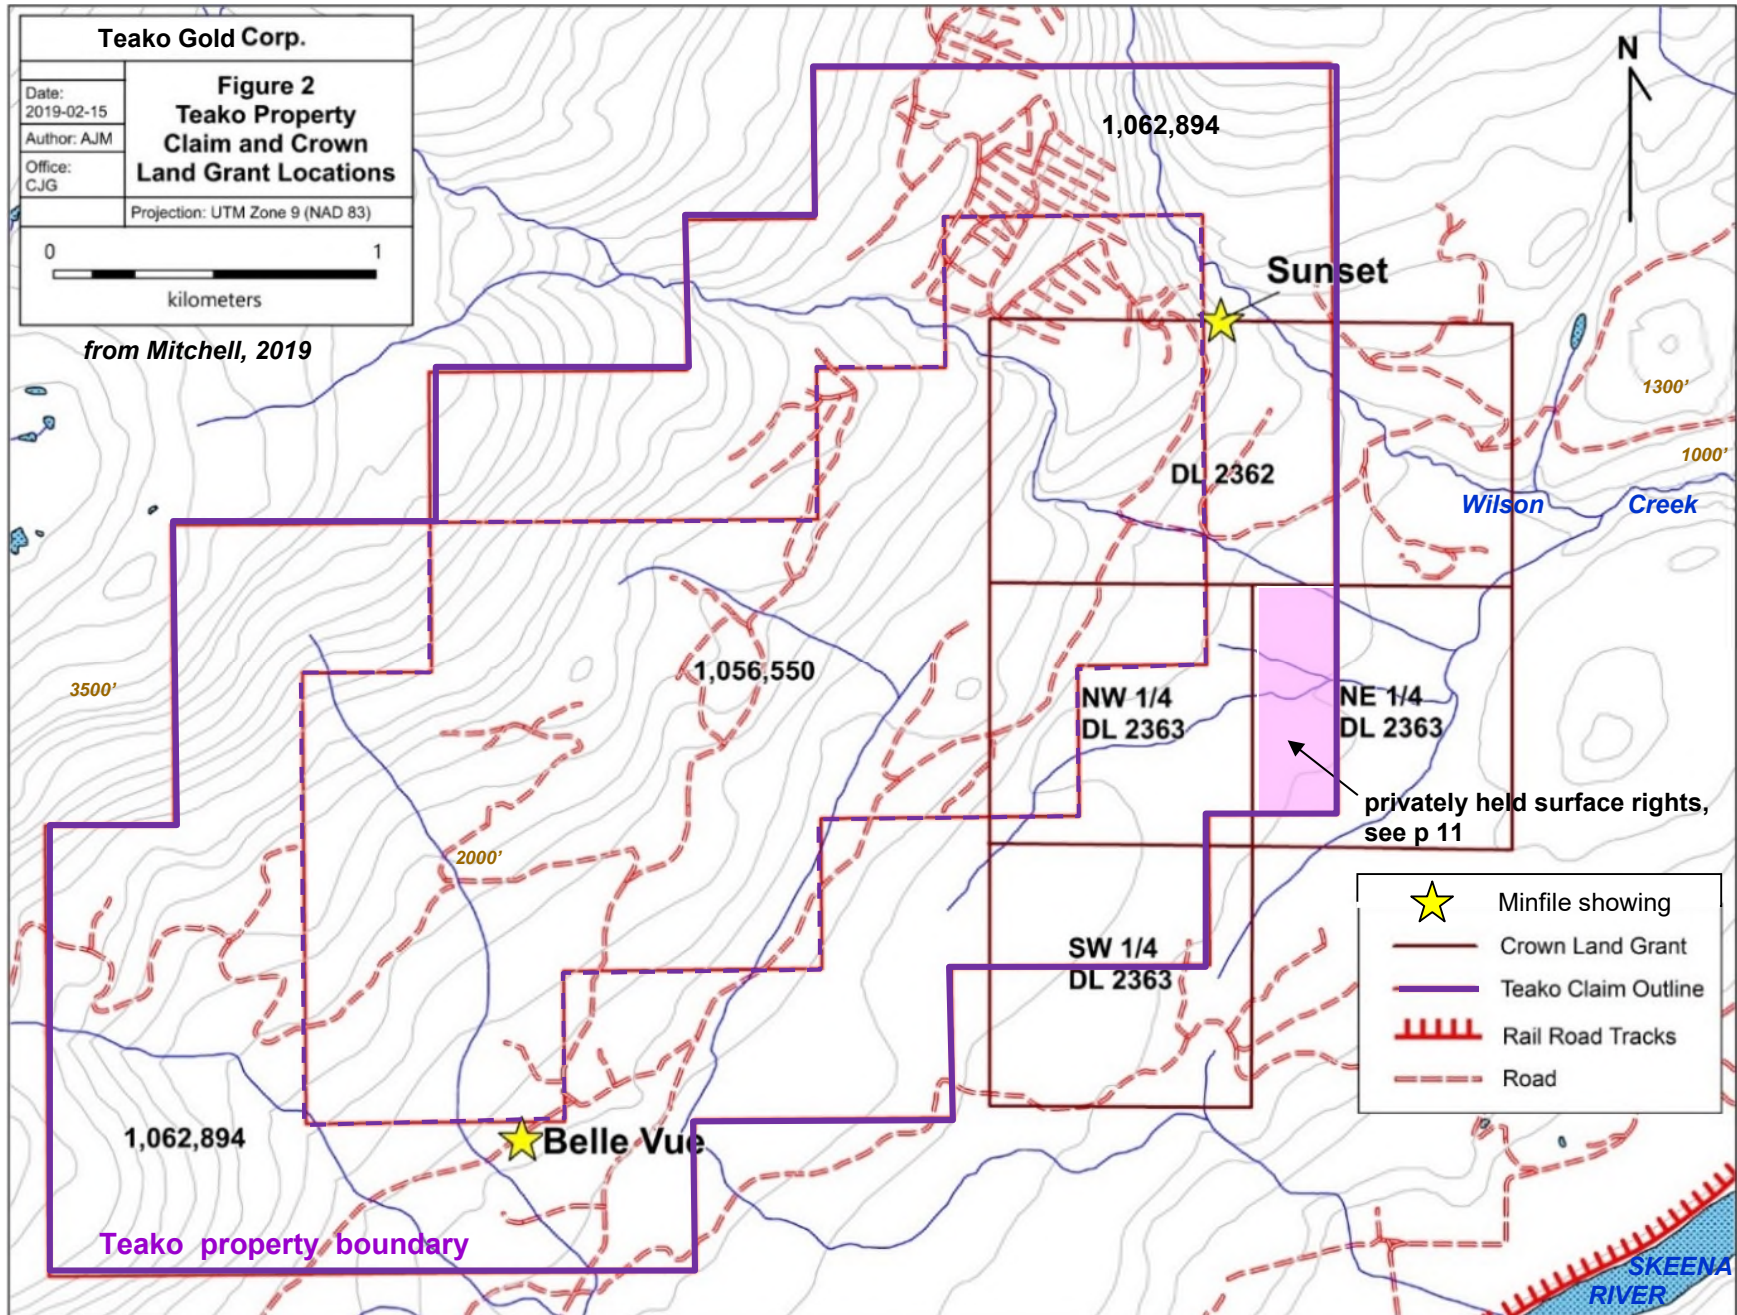 Teako Gold Corp.
Date:
2019-02-15
Author: AJM
Office:
CJG
Figure 2
Teako Property
Claim and Crown
Land Grant Locations
Projection: UTM Zone 9 (NAD 83)
0 1
kilometers
from Mitchell, 2019
N
1,062,894
Sunset
1300'
1000'
DL 2362
Wilson Creek
1,056,550
3500'
NW 1/4
DL 2363
NE 1/4
DL 2363
privately held surface rights,
see p 11
2000'
SW 1/4
DL 2363
Minfile showing
Crown Land Grant
Teako Claim Outline
Rail Road Tracks
Road
1,062,894
Belle Vue
Teako property boundary
SKEENA
RIVER